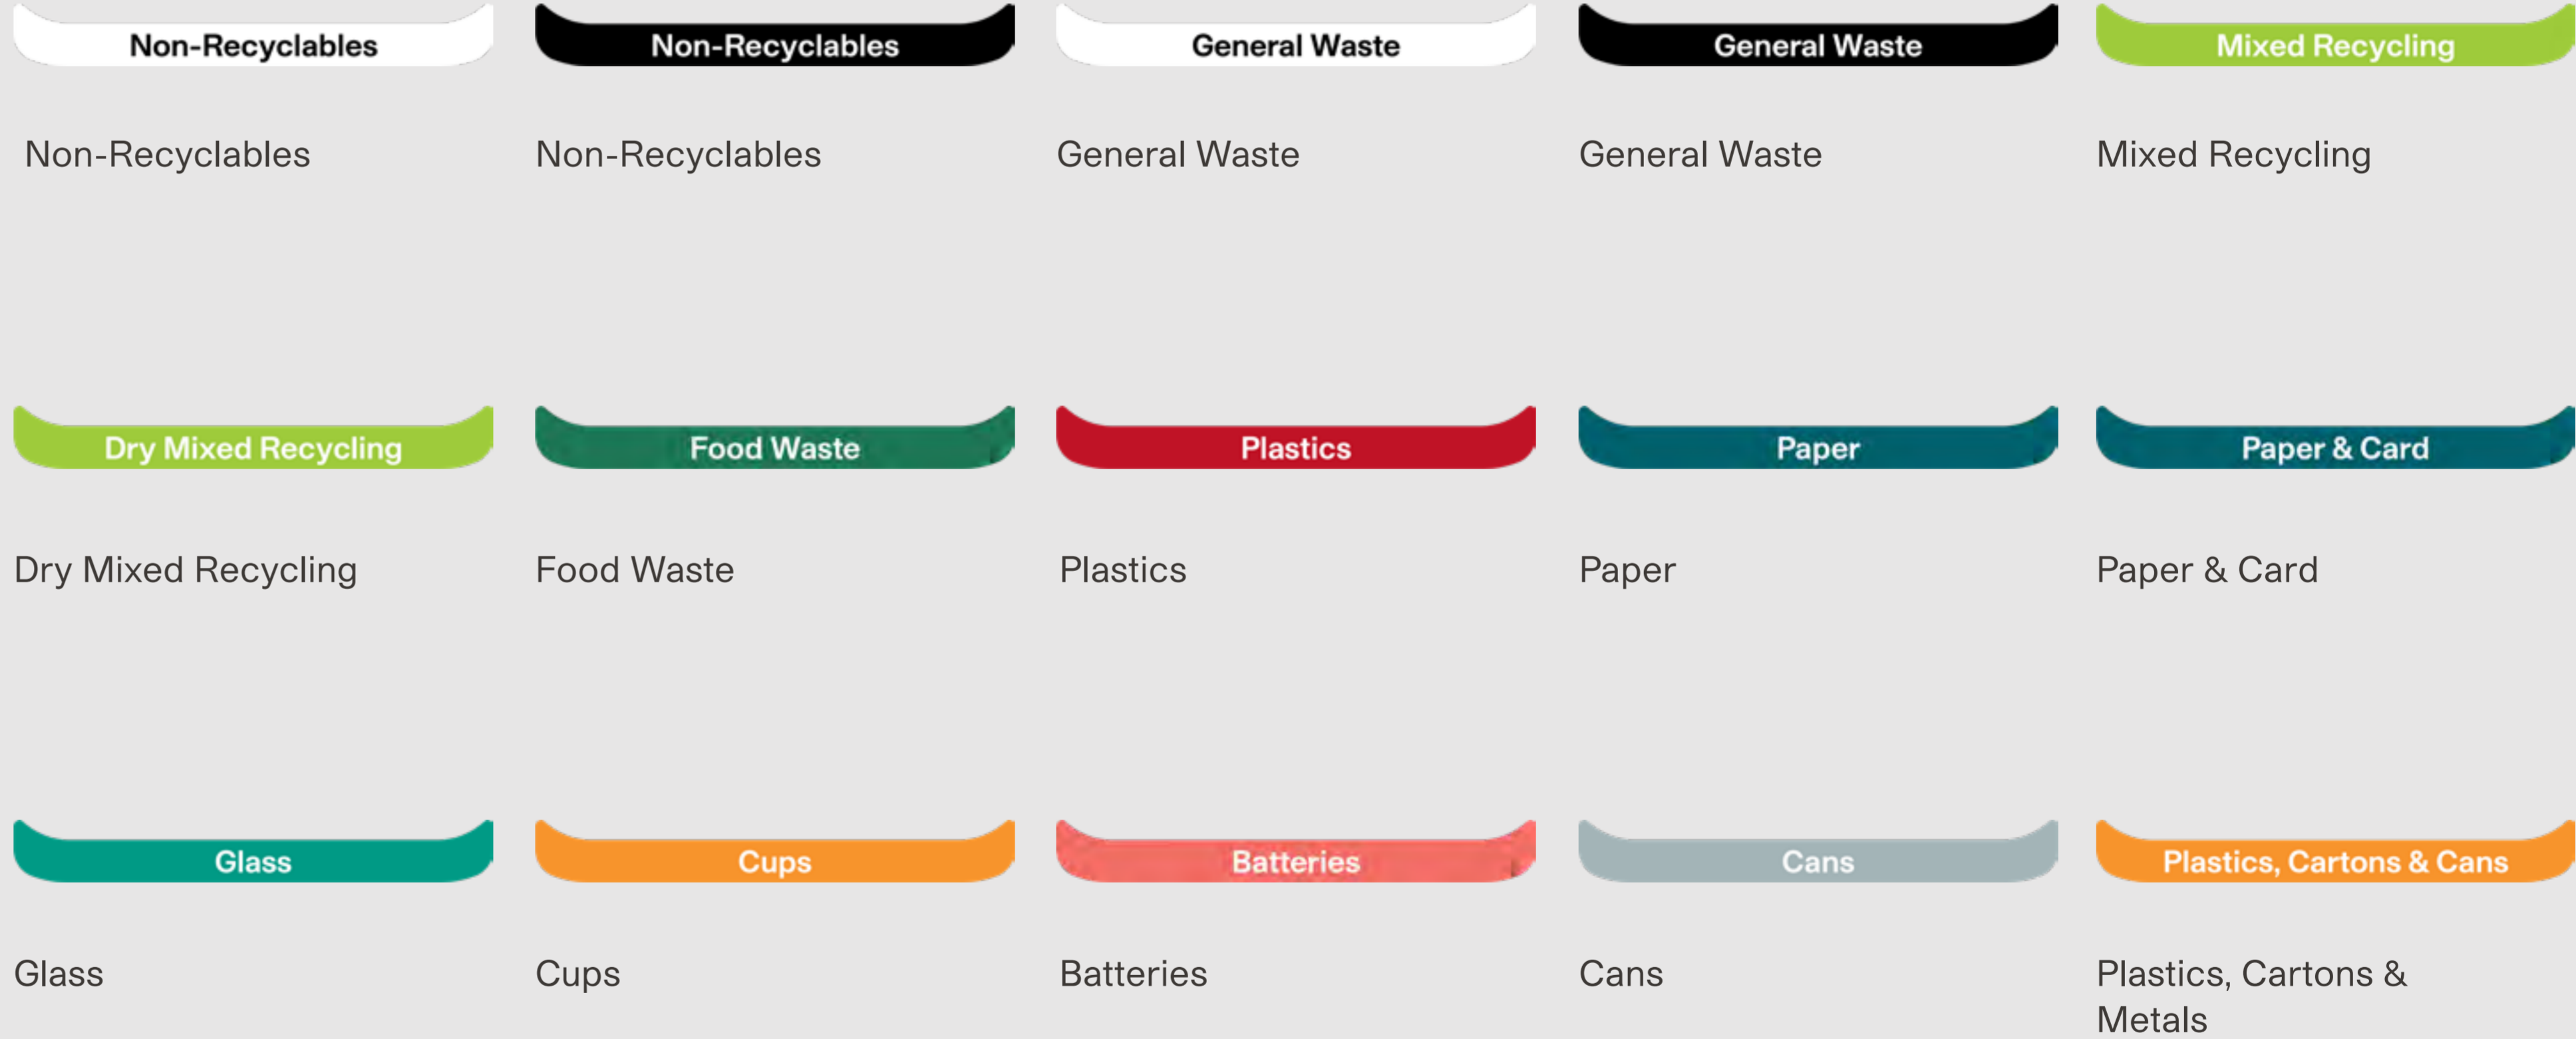 Non-Recyclables
Non-Recyclables
General Waste
General Waste
Mixed Recycling
Non-Recyclables
Non-Recyclables
General Waste
General Waste
Mixed Recycling
Dry Mixed Recycling
Food Waste
Plastics
Paper
Paper & Card
Dry Mixed Recycling
Food Waste
Plastics
Paper
Paper & Card
Glass
Cups
Batteries
Cans
Plastics, Cartons & Cans
Glass
Cups
Batteries
Cans
Plastics, Cartons &
Metals